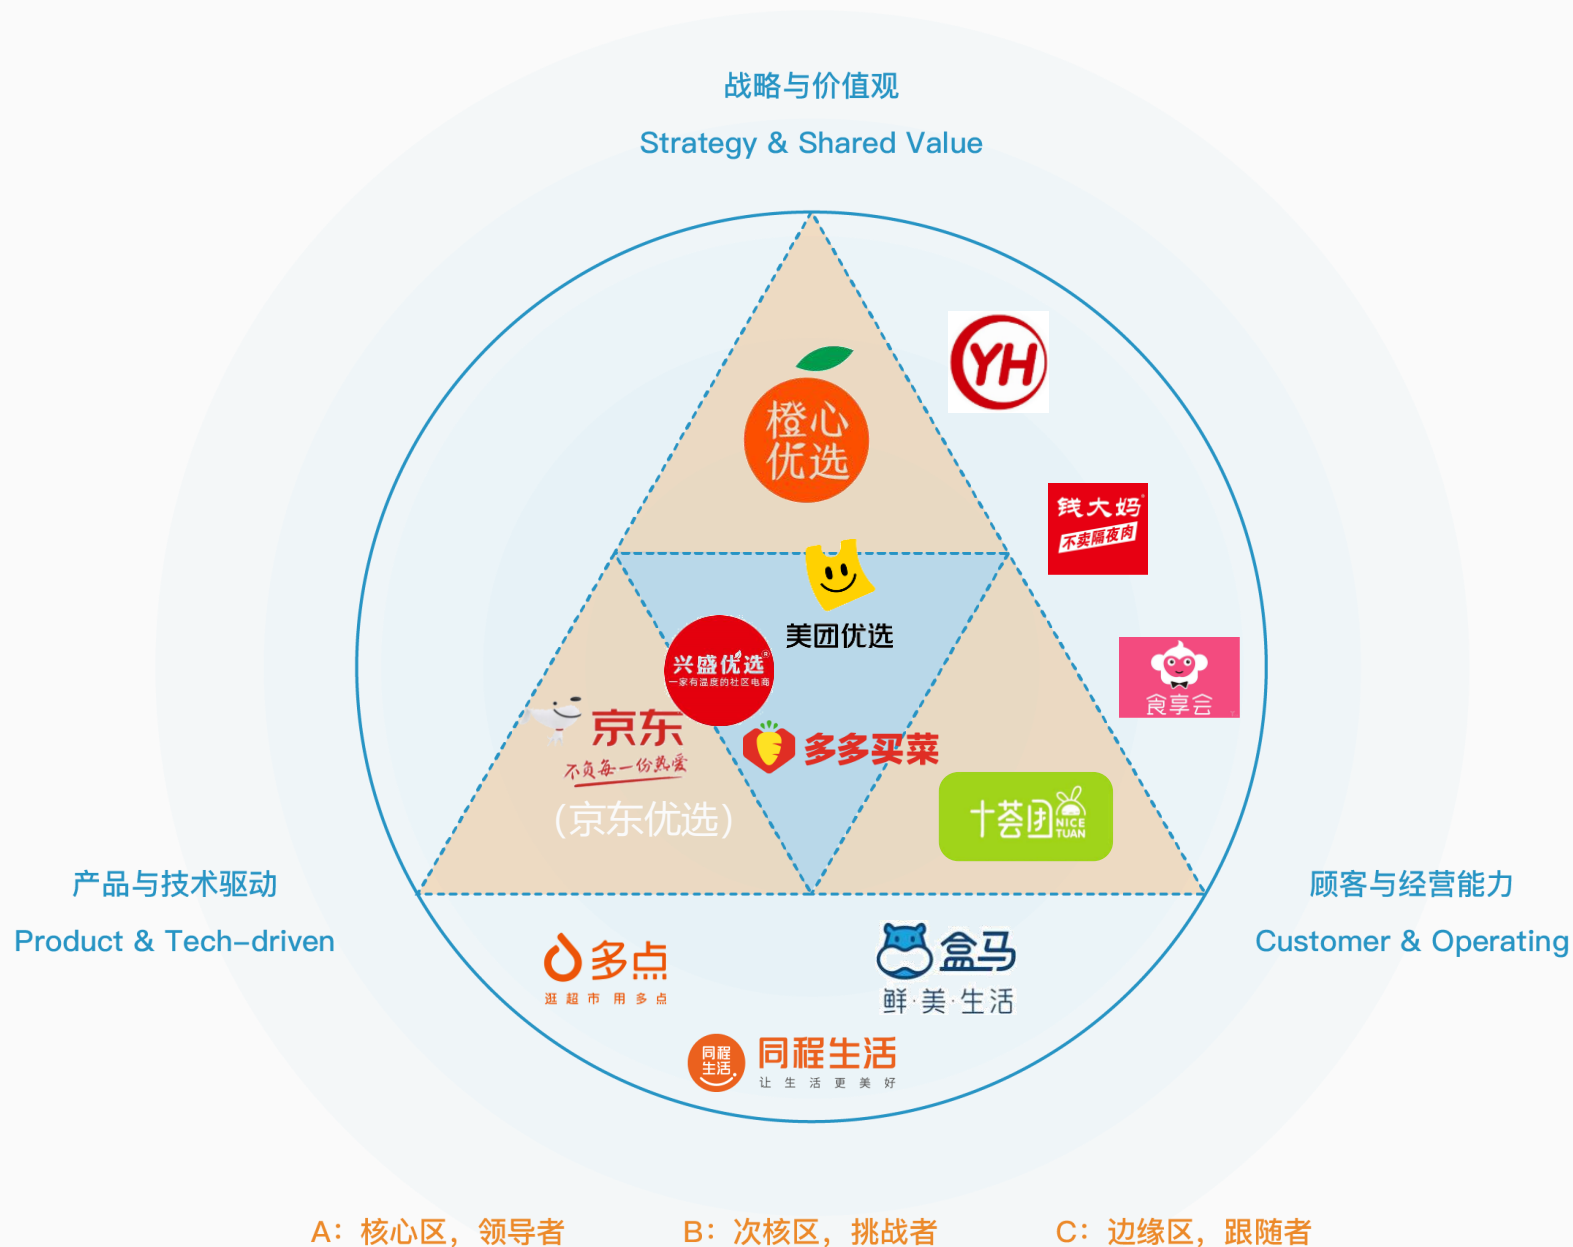 战略与价值观
Strategy & Shared Value
YH
橙心
优选
钱大妈
不卖隔夜肉
美团优选
兴盛优选®
一家有温度的社区电商
食享会
京东
不负每一份热爱
(京东优选)
多多买菜
十荟团
NICE
TUAN
产品与技术驱动
Product & Tech-driven
顾客与经营能力
Customer & Operating
多点
逛超市 用多点
盒马
鲜·美·生活
同程
生活
同程生活
让生活更美好
A：核心区，领导者
B：次核区，挑战者
C：边缘区，跟随者